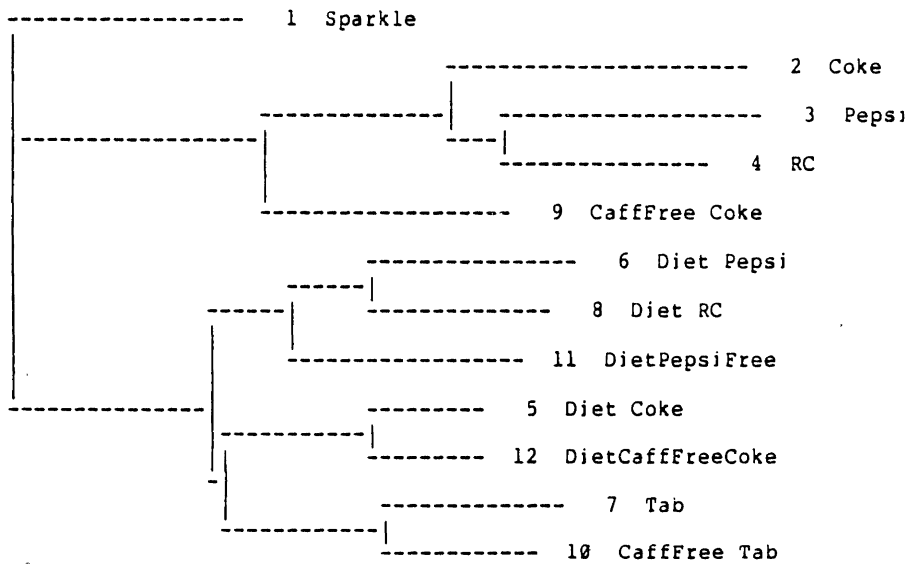 1 Sparkle
2 Coke
3 Pepsi
4 RC
9 CaffFree Coke
6 Diet Pepsi
8 Diet RC
11 DietPepsiFree
5 Diet Coke
12 DietCaffFreeCoke
7 Tab
10 CaffFree Tab